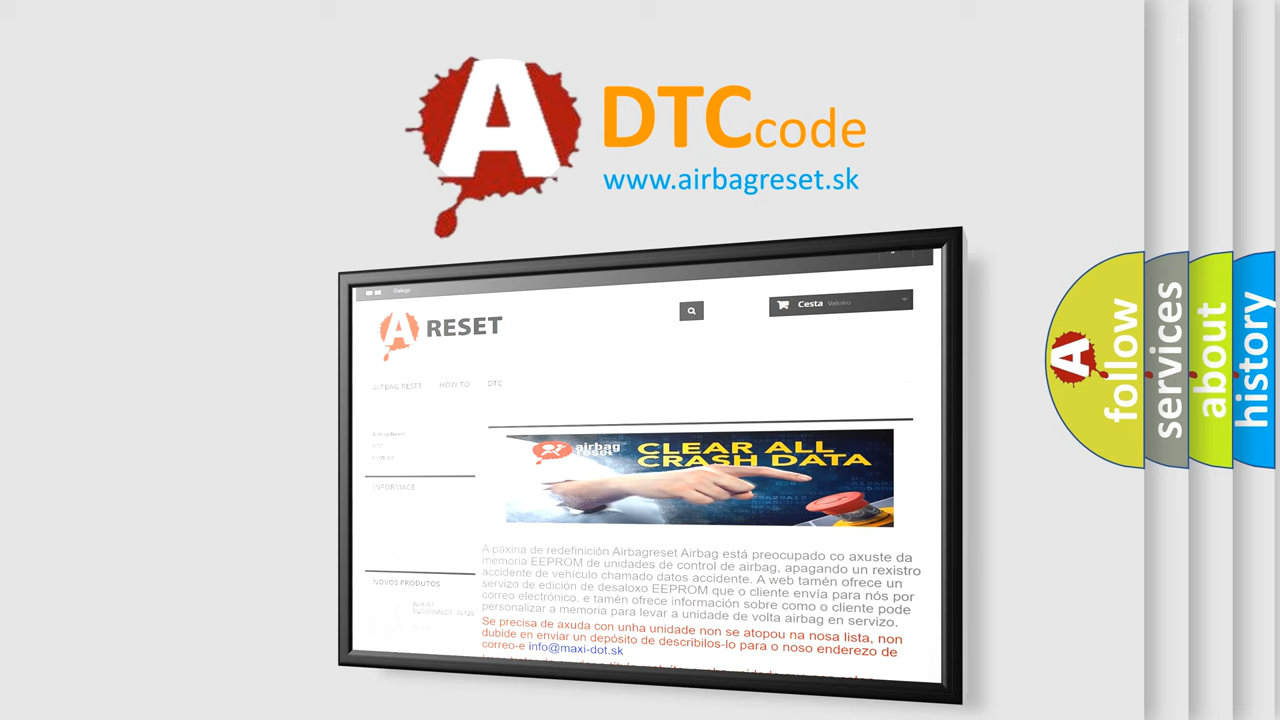 A
DTCcode
www.airbagreset.sk
Galego
A RESET
Cesta Valeiro
AIRBAG RESET HOW TO DTC
INFORMACE
NOVOS PRODUTOS
airbag
reset
CLEAR ALL
CRASH DATA
A páxina de redefinición Airbagreset Airbag está preocupado co axuste da
memoria EEPROM de unidades de control de airbag, apagando un rexistro
accidente de vehículo chamado datos accidente. A web tamén ofrece un
servizo de edición de desaloxo EEPROM que o cliente envía para nós por
correo electrónico, e tamén ofrece información sobre como o cliente pode
personalizar a memoria para levar a unidade de volta airbag en servizo.
Se precisa de axuda con unha unidade non se atopou na nosa lista, non
dubide en enviar un depósito de describilos-lo para o noso enderezo de
correo-e info@maxi-dot.sk
A
follow
services
about
history